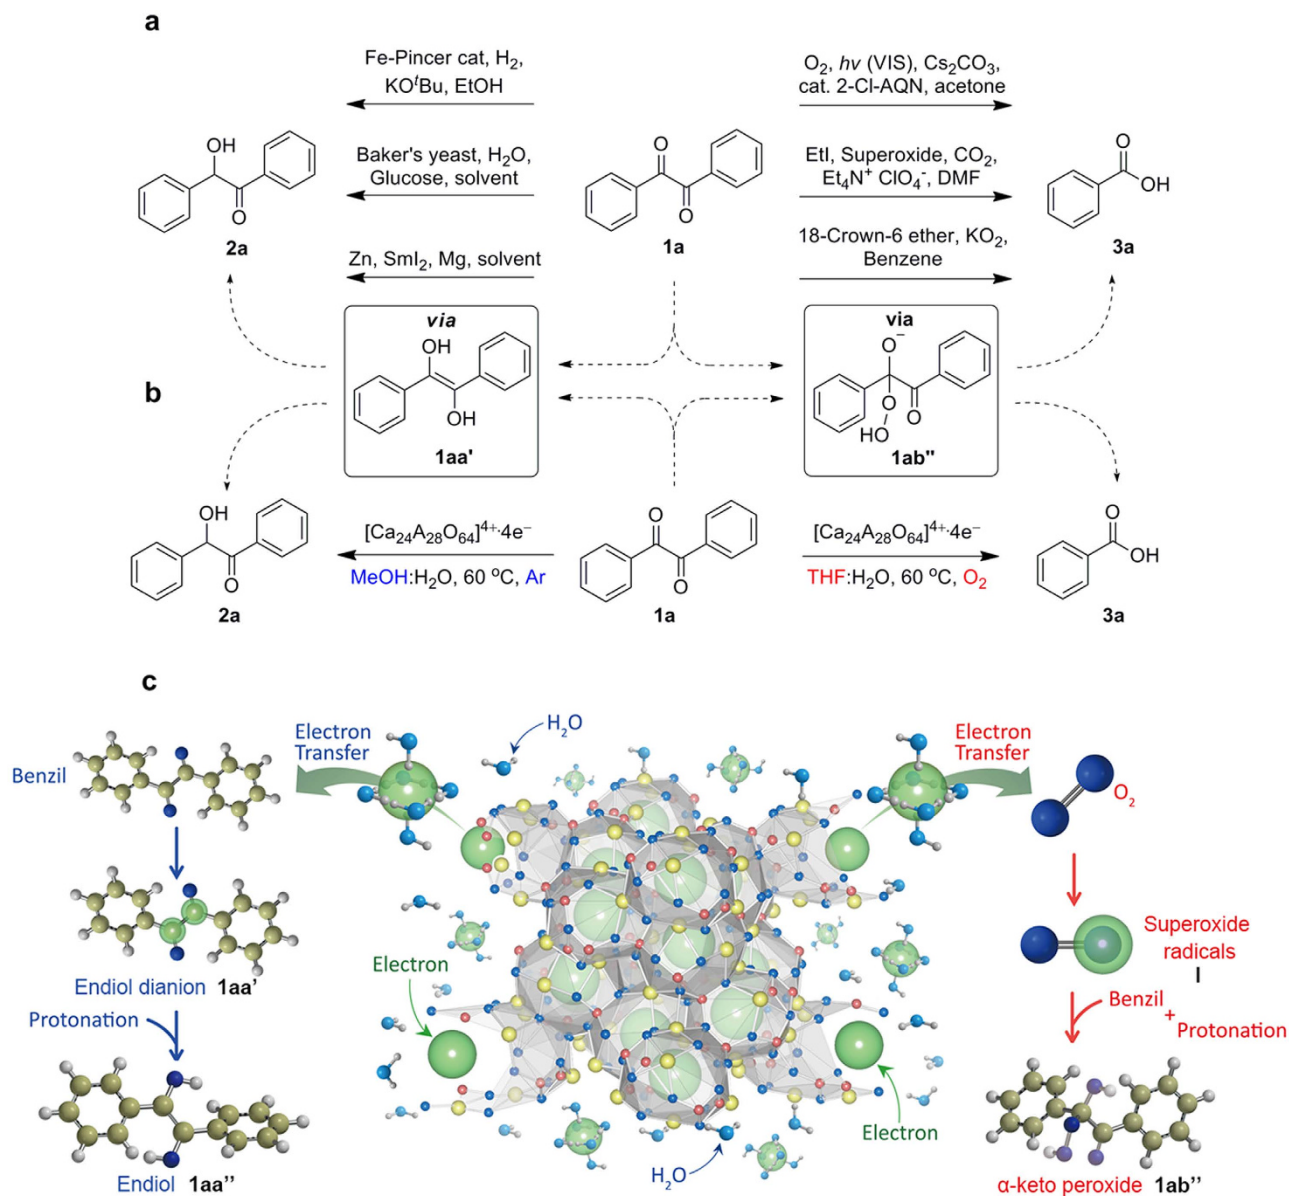 a
Fe-Pincer cat, H₂,
KOᵗBu, EtOH
O₂, hν (VIS), Cs₂CO₃,
cat. 2-Cl-AQN, acetone
OH
O
O
O
O
OH
Baker's yeast, H₂O,
Glucose, solvent
EtI, Superoxide, CO₂,
Et₄N⁺ ClO₄⁻, DMF
2a
1a
3a
Zn, SmI₂, Mg, solvent
18-Crown-6 ether, KO₂,
Benzene
via
OH
OH
1aa'
via
O⁻
O
O
HO
1ab"
b
OH
O
2a
[Ca₂₄A₂₈O₆₄]⁴⁺·4e⁻
MeOH:H₂O, 60 °C, Ar
O
O
1a
[Ca₂₄A₂₈O₆₄]⁴⁺·4e⁻
THF:H₂O, 60 °C, O₂
O
OH
3a
c
Benzil
Electron
Transfer
H₂O
Electron
Transfer
O₂
Endiol dianion 1aa’
Electron
Superoxide
radicals
Protonation
Benzil
+
Protonation
Electron
H₂O
Endiol 1aa’’
α-keto peroxide 1ab’’